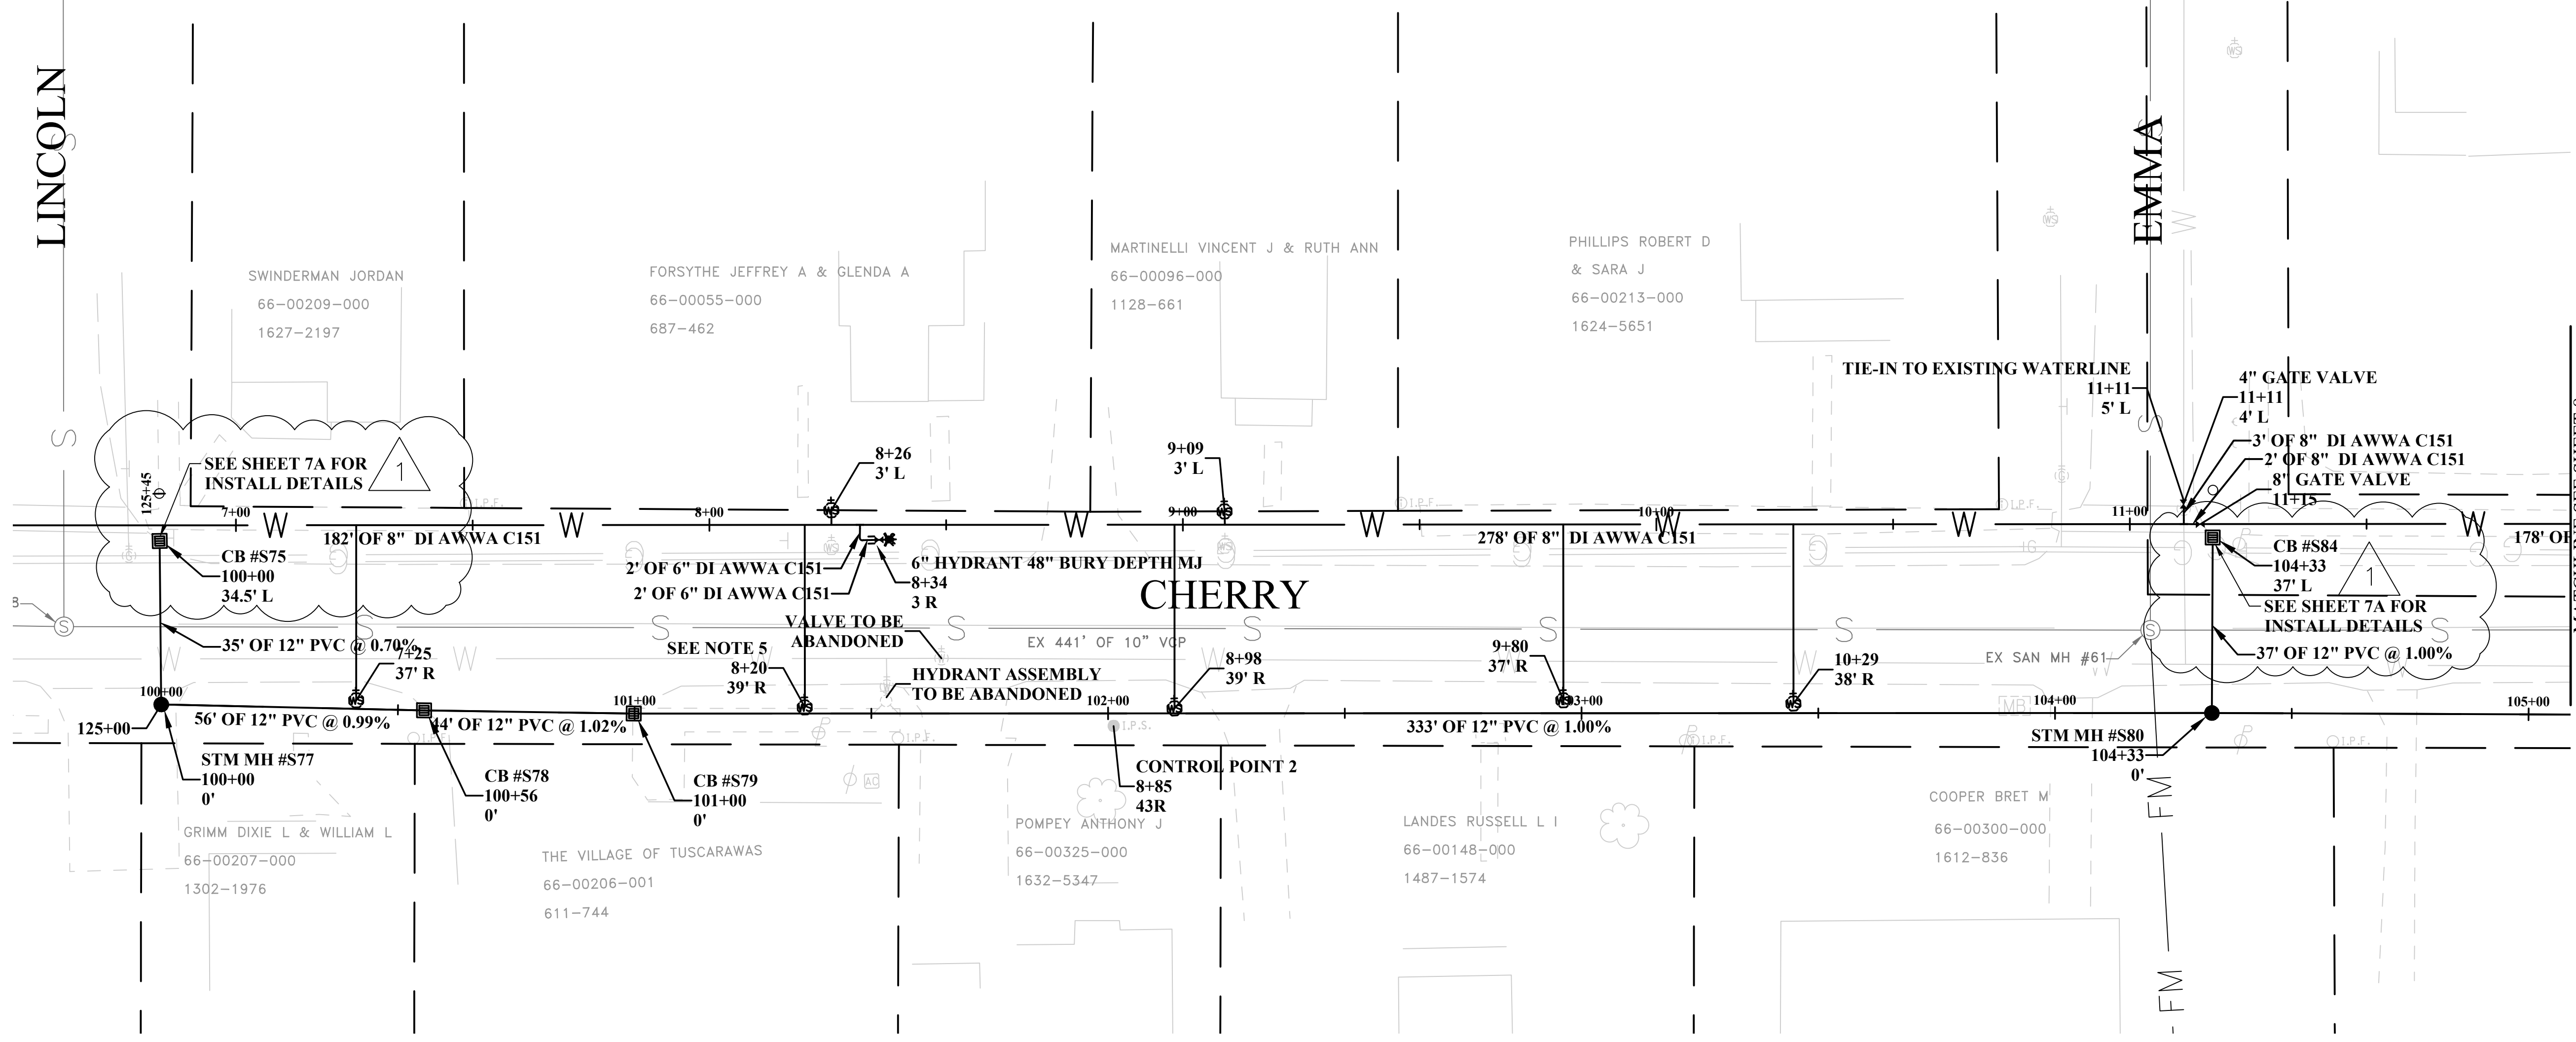 LINCOLN
EMMA
SWINDERMAN JORDAN
66-00209-000
1627-2197
FORSYTHE JEFFREY A & GLENDA A
66-00055-000
687-462
MARTINELLI VINCENT J & RUTH ANN
66-00096-000
1128-661
PHILLIPS ROBERT D
& SARA J
66-00213-000
1624-5651
TIE-IN TO EXISTING WATERLINE
11+11
5' L
4" GATE VALVE
11+11
4' L
3' OF 8" DI AWWA C151
2' OF 8" DI AWWA C151
8" GATE VALVE
11+15
SEE SHEET 7A FOR
INSTALL DETAILS
1
125+45
8+26
3' L
9+09
3' L
I.P.F.
I.P.F.
I.P.F.
7+00
8+00
9+00
10+00
11+00
W
W
W
W
W
W
182' OF 8" DI AWWA C151
278' OF 8" DI AWWA C151
178' OF
CB #S75
100+00
34.5' L
2' OF 6" DI AWWA C151
2' OF 6" DI AWWA C151
6" HYDRANT 48" BURY DEPTH MJ
8+34
3 R
CHERRY
CB #S84
104+33
37' L
1
SEE SHEET 7A FOR
INSTALL DETAILS
35' OF 12" PVC @ 0.70%
7+25
37' R
VALVE TO BE
ABANDONED
EX 441' OF 10" VCP
SEE NOTE 5
8+20
39' R
HYDRANT ASSEMBLY
TO BE ABANDONED
8+98
39' R
9+80
37' R
10+29
38' R
EX SAN MH #61
37' OF 12" PVC @ 1.00%
100+00
101+00
102+00
103+00
104+00
105+00
125+00
56' OF 12" PVC @ 0.99%
44' OF 12" PVC @ 1.02%
333' OF 12" PVC @ 1.00%
I.P.F.
I.P.F.
I.P.S.
I.P.F.
I.P.F.
MB
AC
STM MH #S77
100+00
0'
CB #S78
100+56
0'
CB #S79
101+00
0'
CONTROL POINT 2
8+85
43R
STM MH #S80
104+33
0'
GRIMM DIXIE L & WILLIAM L
66-00207-000
1302-1976
THE VILLAGE OF TUSCARAWAS
66-00206-001
611-744
POMPEY ANTHONY J
66-00325-000
1632-5347
LANDES RUSSELL L I
66-00148-000
1487-1574
COOPER BRET M
66-00300-000
1612-836
FM
FM